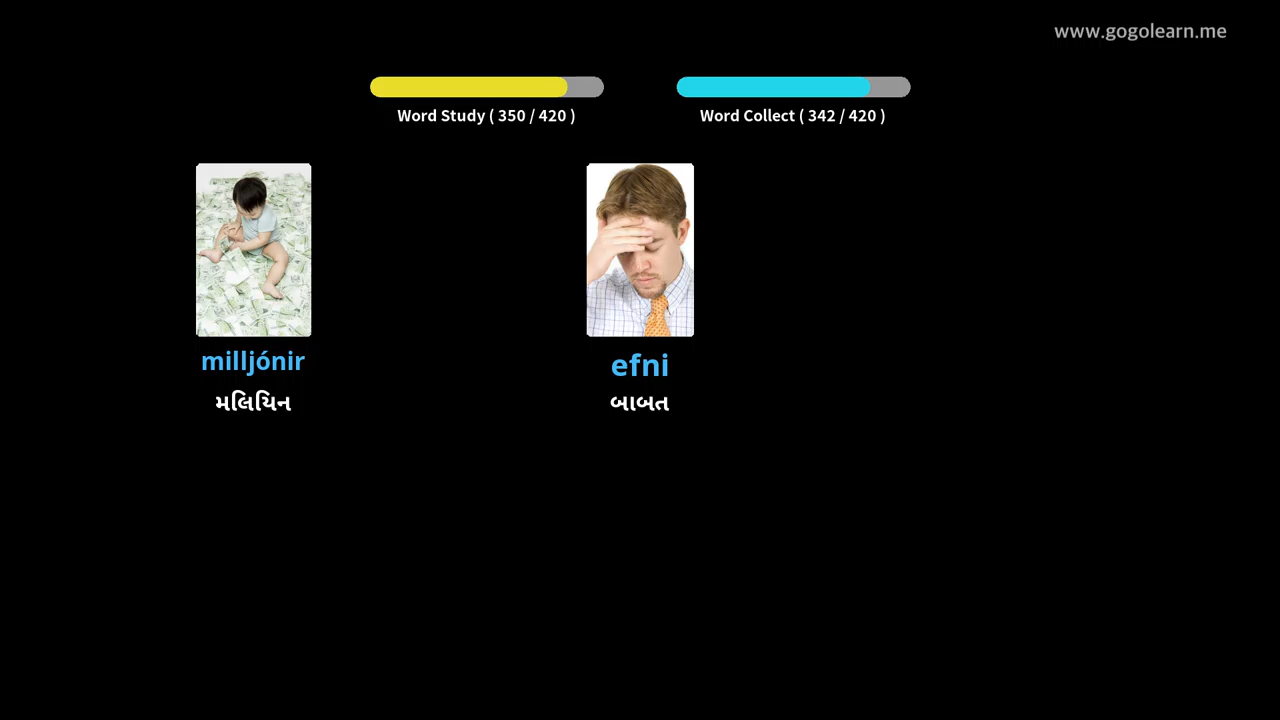 www.gogolearn.me
Word Study ( 350 / 420 )
Word Collect ( 342 / 420 )
milljónir
મલિયિન
efni
બાબત